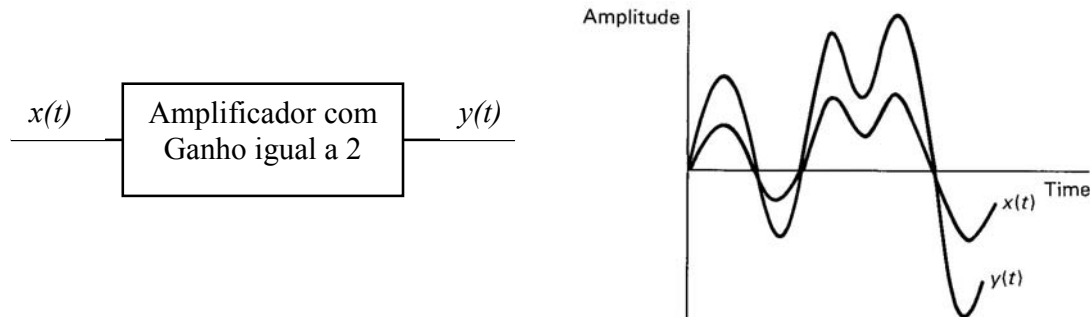 x(t)
Amplificador com
Ganho igual a 2
y(t)
Amplitude
Time
x(t)
y(t)